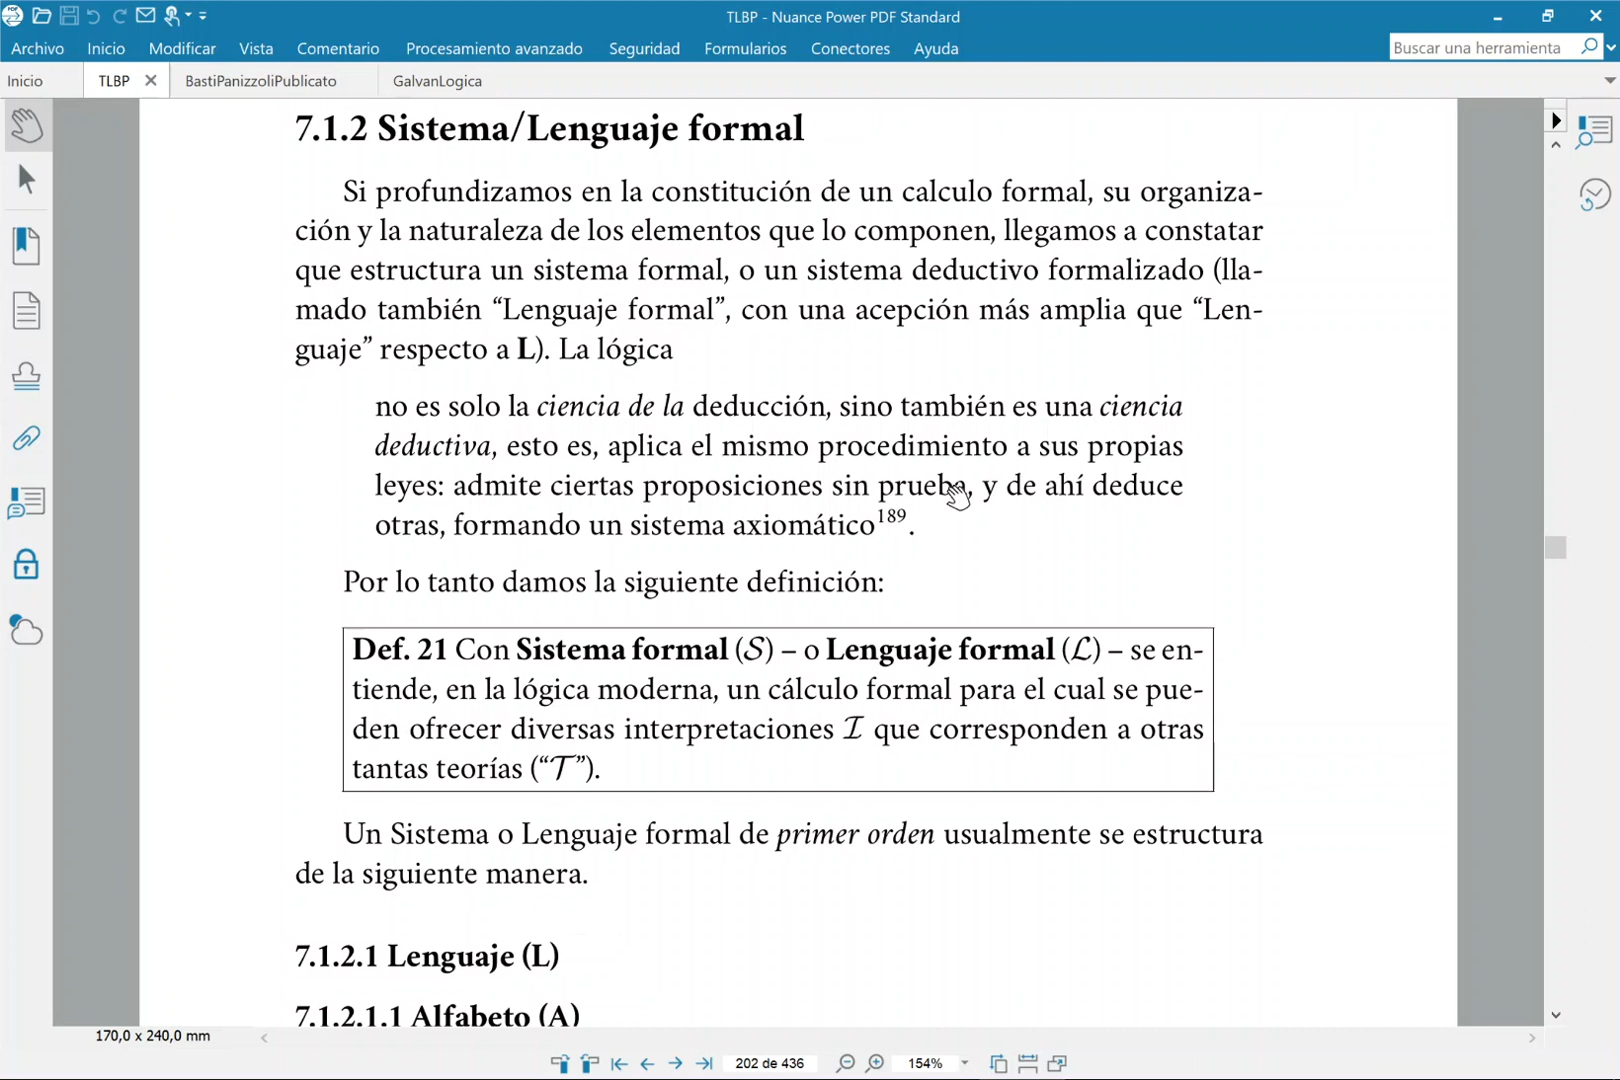 TLBP - Nuance Power PDF Standard
Archivo Inicio Modificar Vista Comentario Procesamiento avanzado Seguridad Formularios Conectores Ayuda Buscar una herramienta
Inicio TLBP BastiPanizzoliPublicato GalvanLogica
7.1.2 Sistema/Lenguaje formal
Si profundizamos en la constitución de un calculo formal, su organiza-
ción y la naturaleza de los elementos que lo componen, llegamos a constatar
que estructura un sistema formal, o un sistema deductivo formalizado (lla-
mado también “Lenguaje formal”, con una acepción más amplia que “Len-
guaje” respecto a L). La lógica
no es solo la ciencia de la deducción, sino también es una ciencia
deductiva, esto es, aplica el mismo procedimiento a sus propias
leyes: admite ciertas proposiciones sin prueba, y de ahí deduce
otras, formando un sistema axiomático189.
Por lo tanto damos la siguiente definición:
Def. 21 Con Sistema formal (𝒮) – o Lenguaje formal (ℒ) – se en-
tiende, en la lógica moderna, un cálculo formal para el cual se pue-
den ofrecer diversas interpretaciones ℐ que corresponden a otras
tantas teorías (“𝒯”).
Un Sistema o Lenguaje formal de primer orden usualmente se estructura
de la siguiente manera.
7.1.2.1 Lenguaje (L)
7.1.2.1.1 Alfabeto (A)
170,0 x 240,0 mm
202 de 436 154%